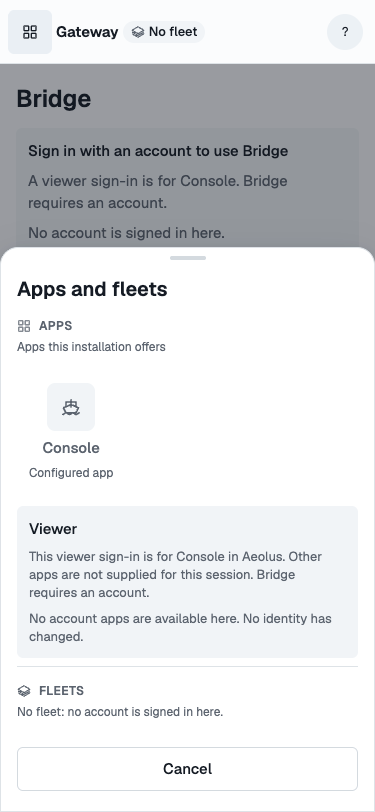 Gateway
No fleet
?
Bridge
Sign in with an account to use Bridge
A viewer sign-in is for Console. Bridge
requires an account.
No account is signed in here.
Apps and fleets
APPS
Apps this installation offers
Console
Configured app
Viewer
This viewer sign-in is for Console in Aeolus. Other
apps are not supplied for this session. Bridge
requires an account.
No account apps are available here. No identity has
changed.
FLEETS
No fleet: no account is signed in here.
Cancel